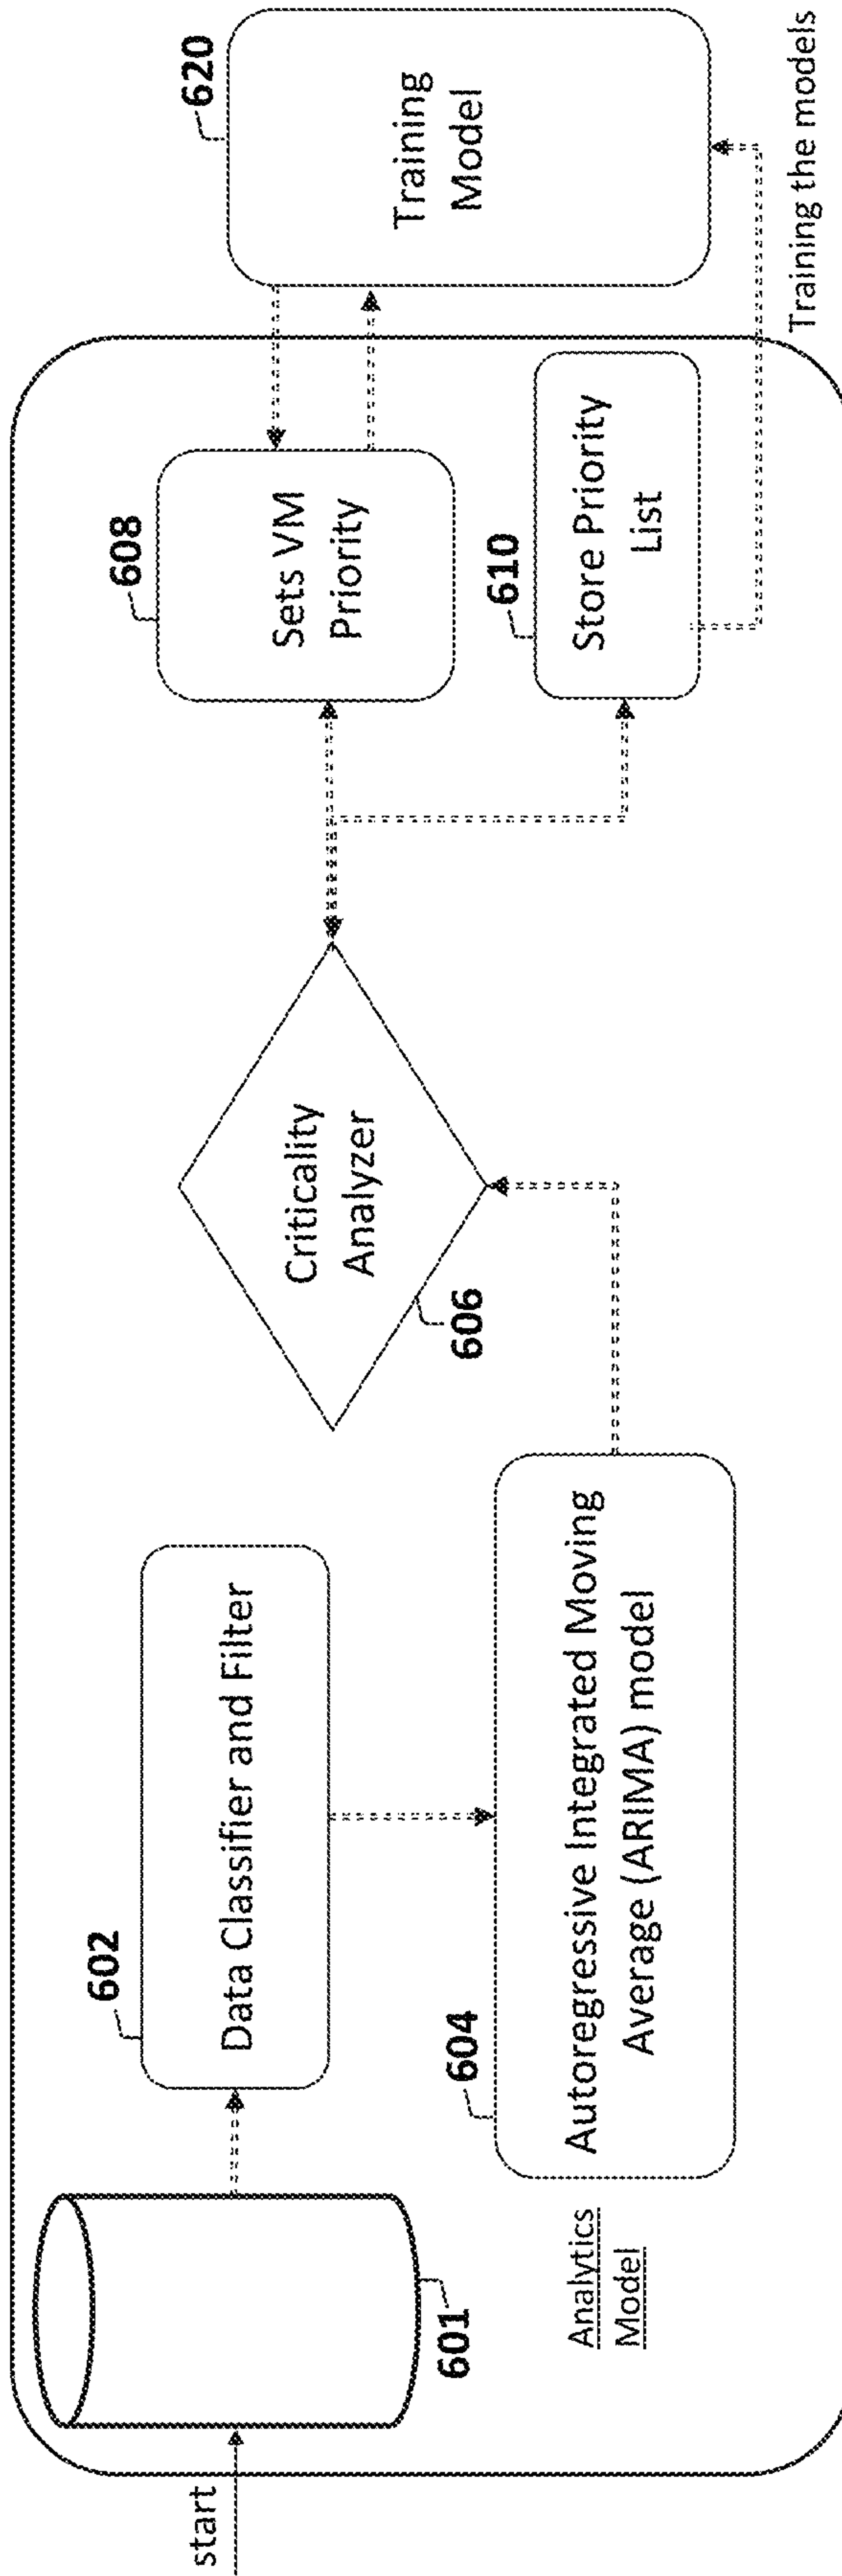 start
601
602
Data Classifier and Filter
604
Autoregressive Integrated Moving
Average (ARIMA) model
Analytics
Model
Criticality
Analyzer
606
608
Sets VM
Priority
610
Store Priority
List
620
Training
Model
Training the models